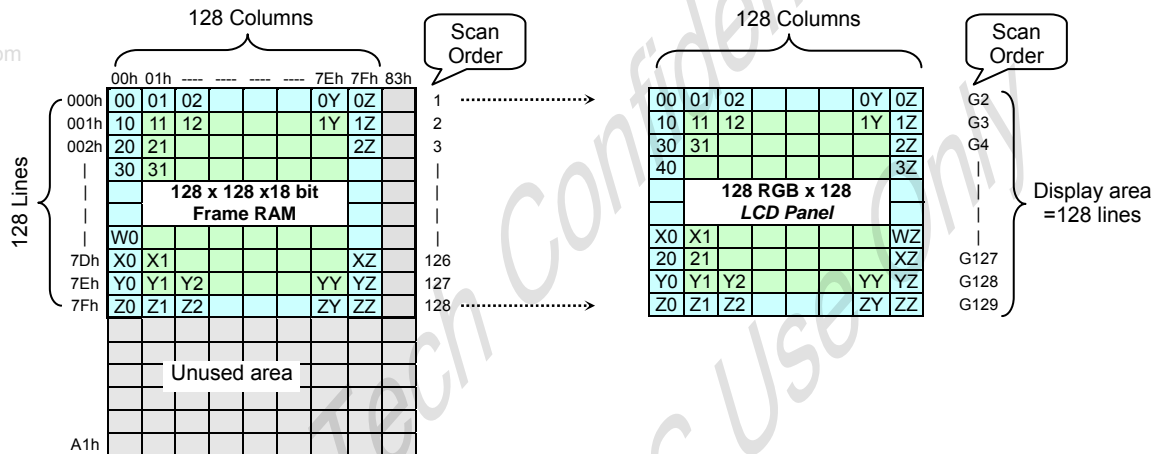 128 Columns
Scan Order
00h 01h ---- ---- ---- ---- 7Eh 7Fh 83h
000h 00 01 02 0Y 0Z 1
001h 10 11 12 1Y 1Z 2
002h 20 21 2Z 3
30 31
128 x 128 x18 bit
Frame RAM
W0
7Dh X0 X1 XZ 126
7Eh Y0 Y1 Y2 YY YZ 127
7Fh Z0 Z1 Z2 ZY ZZ 128
128 Lines
Unused area
A1h
128 Columns
Scan Order
00 01 02 0Y 0Z G2
10 11 12 1Y 1Z G3
30 31 2Z G4
40 3Z
128 RGB x 128
LCD Panel
X0 X1 WZ
20 21 XZ G127
Y0 Y1 Y2 YY YZ G128
Z0 Z1 Z2 ZY ZZ G129
Display area
=128 lines
om
Tech Confiden
Use Only